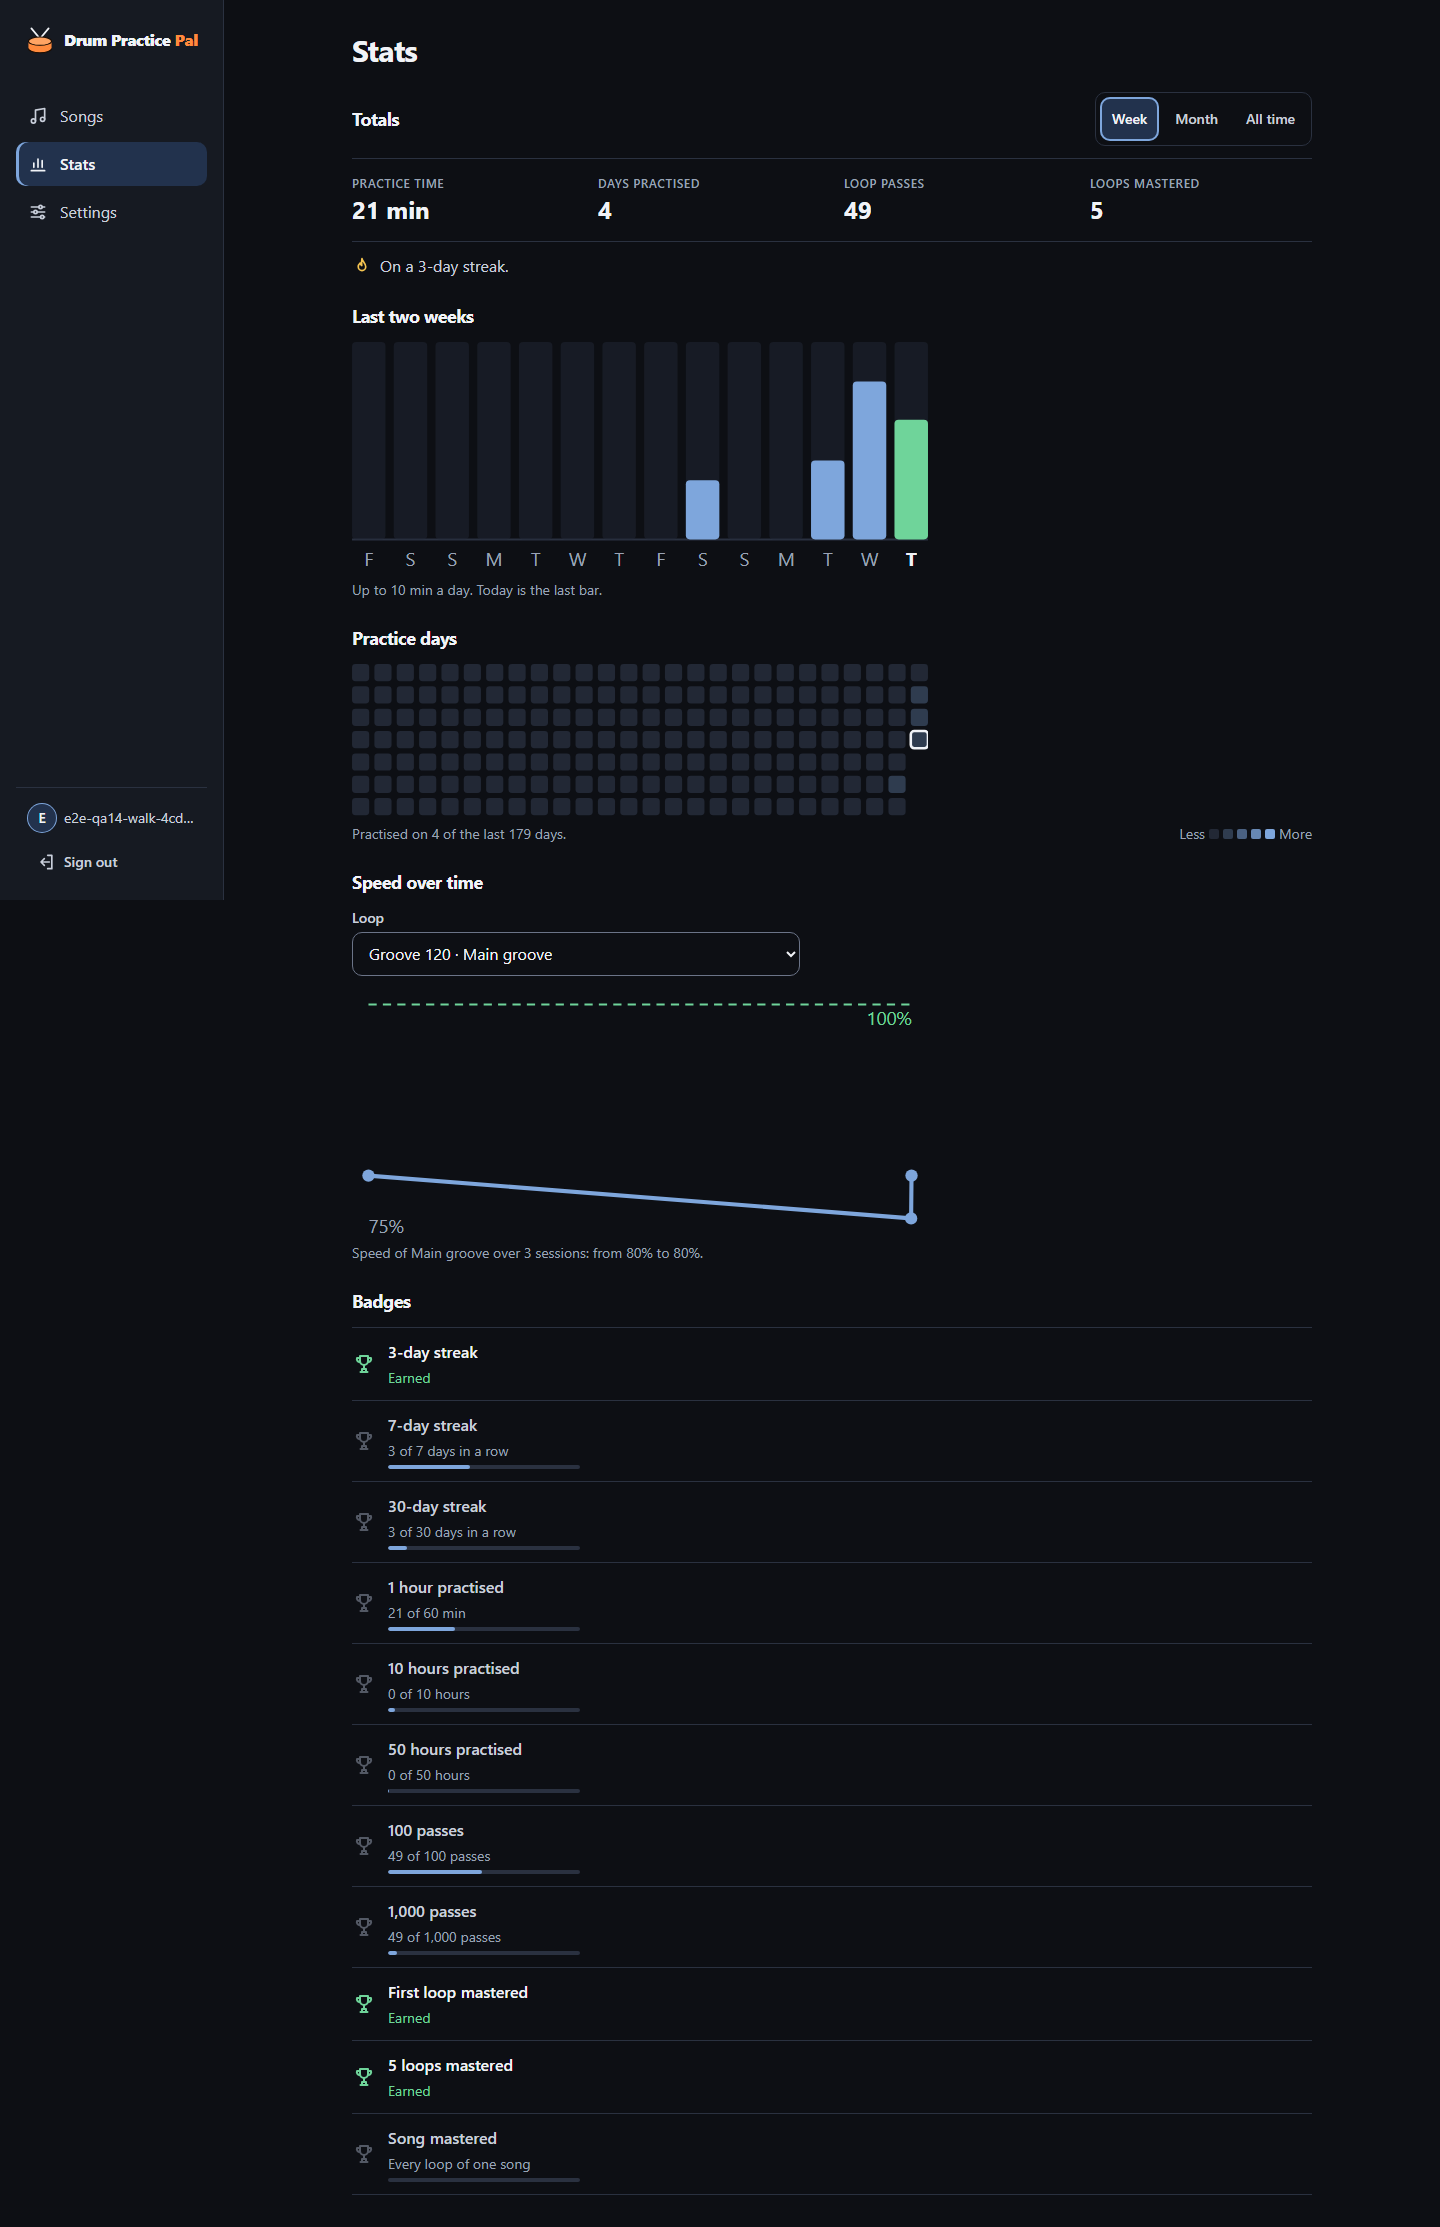 Drum Practice Pal
Songs
Stats
Settings
E
e2e-qa14-walk-4cd...
Sign out
Stats
Totals
Week Month All time
PRACTICE TIME DAYS PRACTISED LOOP PASSES LOOPS MASTERED
21 min 4 49 5
On a 3-day streak.
Last two weeks
F S S M T W T F S S M T W T
Up to 10 min a day. Today is the last bar.
Practice days
Practised on 4 of the last 179 days.
Less More
Speed over time
Loop
Groove 120 · Main groove
100%
75%
Speed of Main groove over 3 sessions: from 80% to 80%.
Badges
3-day streak
Earned
7-day streak
3 of 7 days in a row
30-day streak
3 of 30 days in a row
1 hour practised
21 of 60 min
10 hours practised
0 of 10 hours
50 hours practised
0 of 50 hours
100 passes
49 of 100 passes
1,000 passes
49 of 1,000 passes
First loop mastered
Earned
5 loops mastered
Earned
Song mastered
Every loop of one song